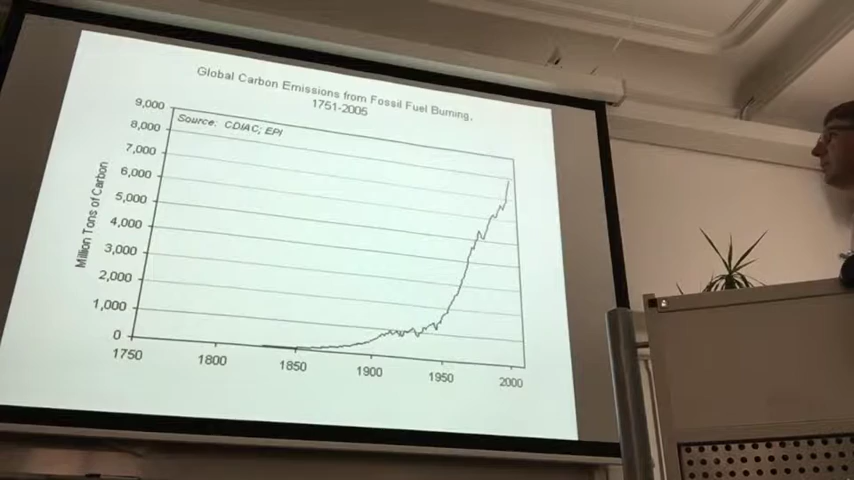 Global Carbon Emissions from Fossil Fuel Burning,
1751-2005
Source: CDIAC; EPI
Million Tons of Carbon
9,000
8,000
7,000
6,000
5,000
4,000
3,000
2,000
1,000
0
1750 1800 1850 1900 1950 2000